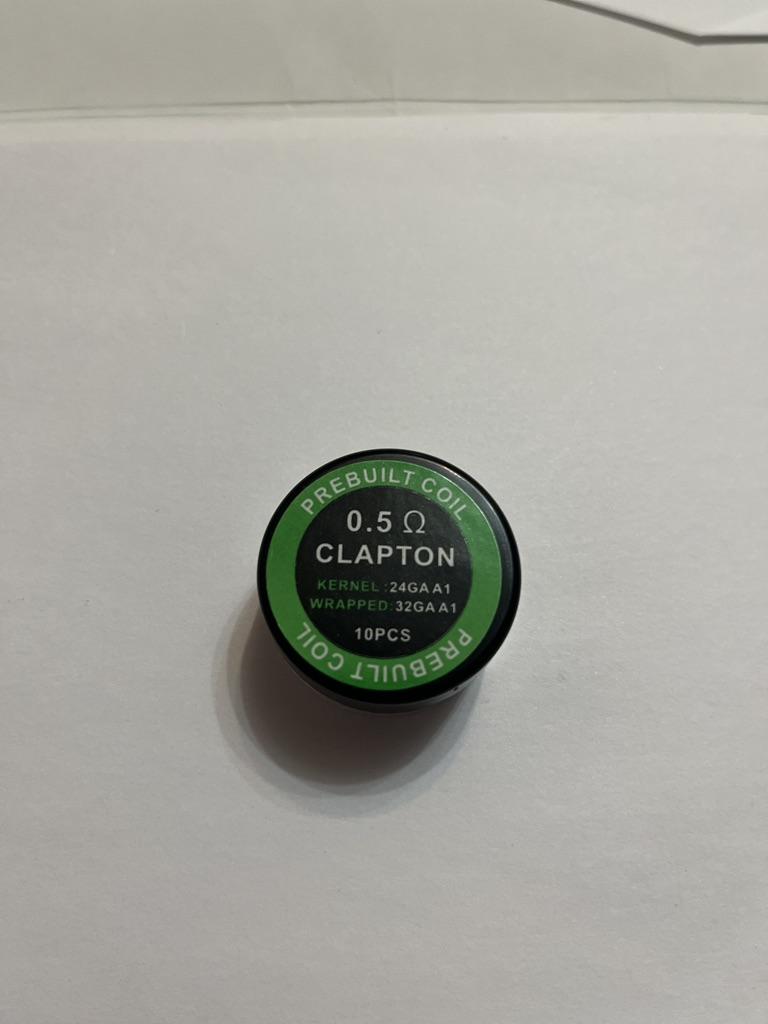 PREBUILT COIL
0.5 Ω
CLAPTON
KERNEL :24GA A1
WRAPPED:32GA A1
10PCS
PREBUILT COIL